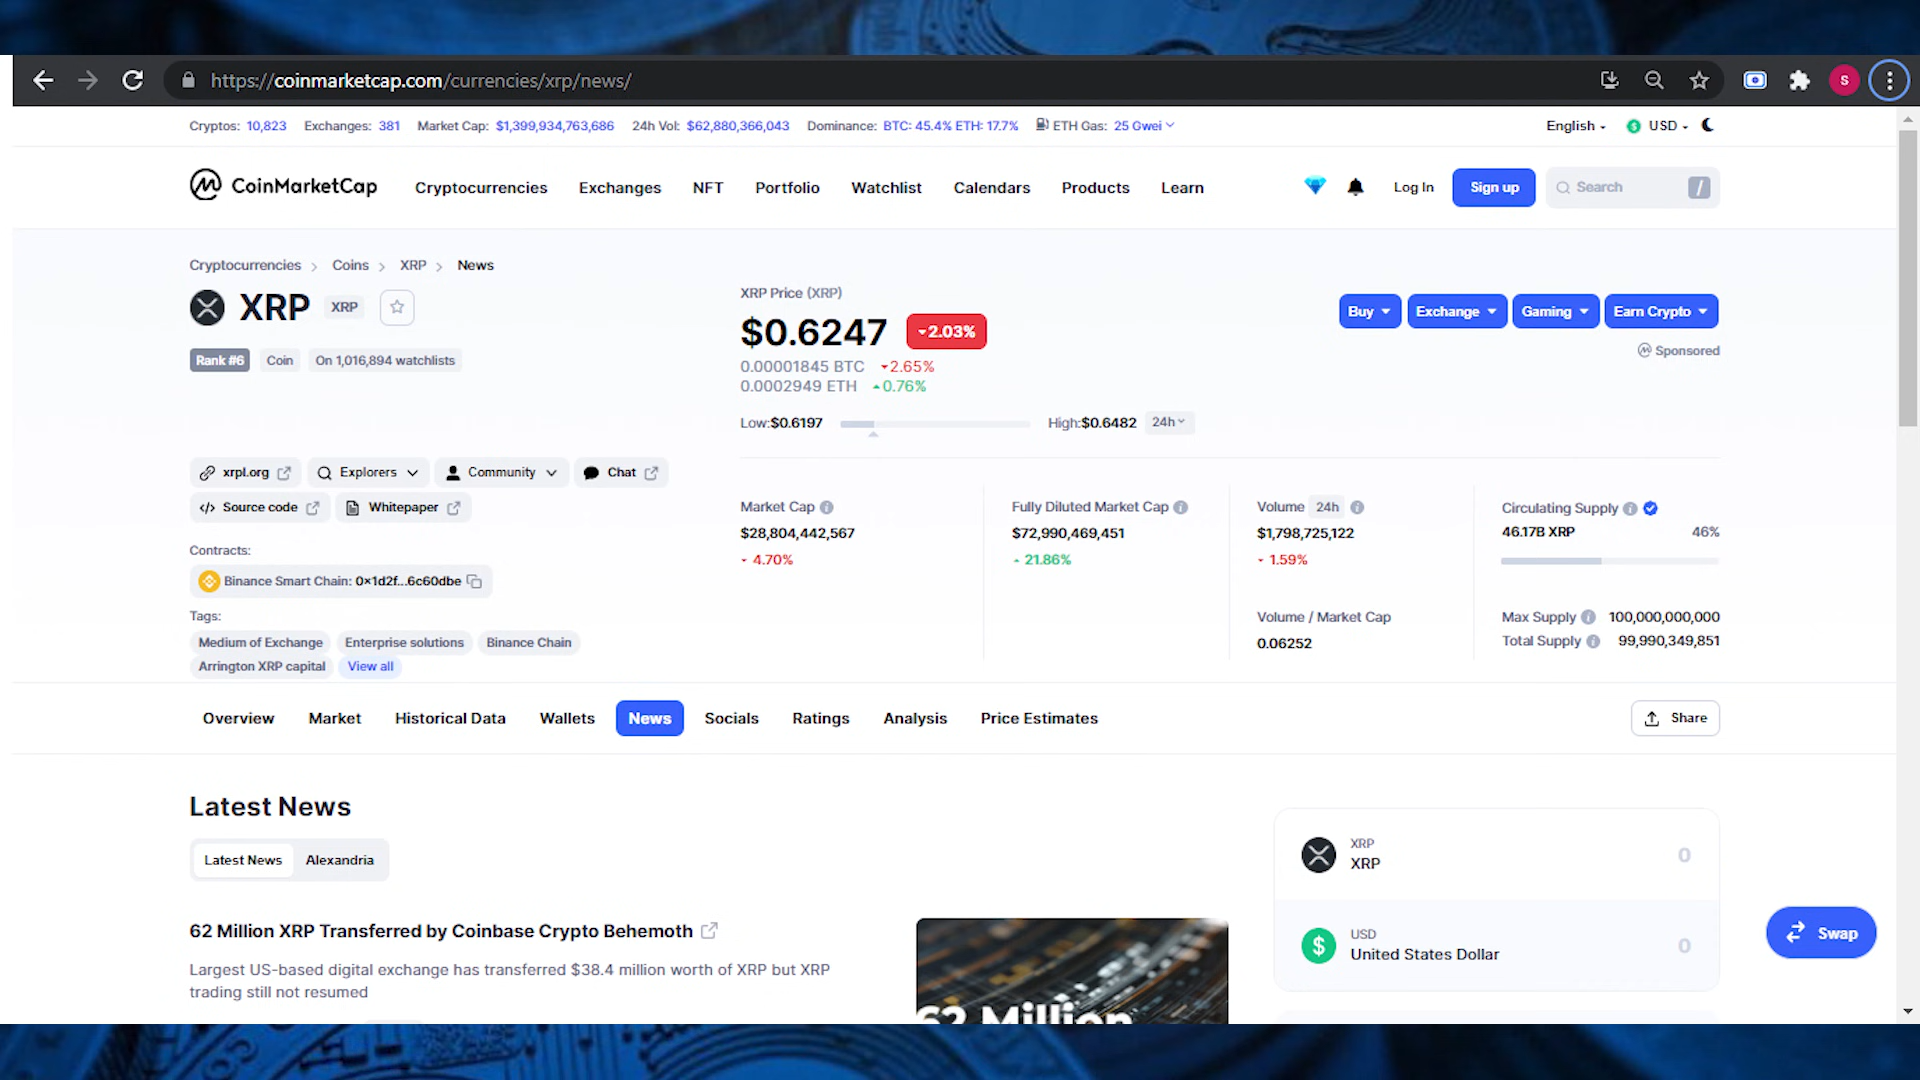 https://coinmarketcap.com/currencies/xrp/news/
S
Cryptos: 10,823 Exchanges: 381 Market Cap: $1,399,934,763,686 24h Vol: $62,880,366,043 Dominance: BTC: 45.4% ETH: 17.7% ETH Gas: 25 Gwei
English USD
CoinMarketCap Cryptocurrencies Exchanges NFT Portfolio Watchlist Calendars Products Learn Log In Sign up Search /
Cryptocurrencies > Coins > XRP > News
XRP XRP
Rank #6 Coin On 1,016,894 watchlists
XRP Price (XRP)
$0.6247 2.03%
0.00001845 BTC 2.65%
0.0002949 ETH 0.76%
Low:$0.6197 High:$0.6482 24h
Buy Exchange Gaming Earn Crypto
Sponsored
xrpl.org Explorers Community Chat
Source code Whitepaper
Contracts:
Binance Smart Chain: 0x1d2f...6c60dbe
Tags:
Medium of Exchange Enterprise solutions Binance Chain
Arrington XRP capital View all
Market Cap
$28,804,442,567
4.70%
Fully Diluted Market Cap
$72,990,469,451
21.86%
Volume 24h
$1,798,725,122
1.59%
Volume / Market Cap
0.06252
Circulating Supply
46.17B XRP 46%
Max Supply 100,000,000,000
Total Supply 99,990,349,851
Overview Market Historical Data Wallets News Socials Ratings Analysis Price Estimates Share
Latest News
Latest News Alexandria
62 Million XRP Transferred by Coinbase Crypto Behemoth
Largest US-based digital exchange has transferred $38.4 million worth of XRP but XRP
trading still not resumed
62 Million
XRP
XRP 0
USD
United States Dollar 0
Swap